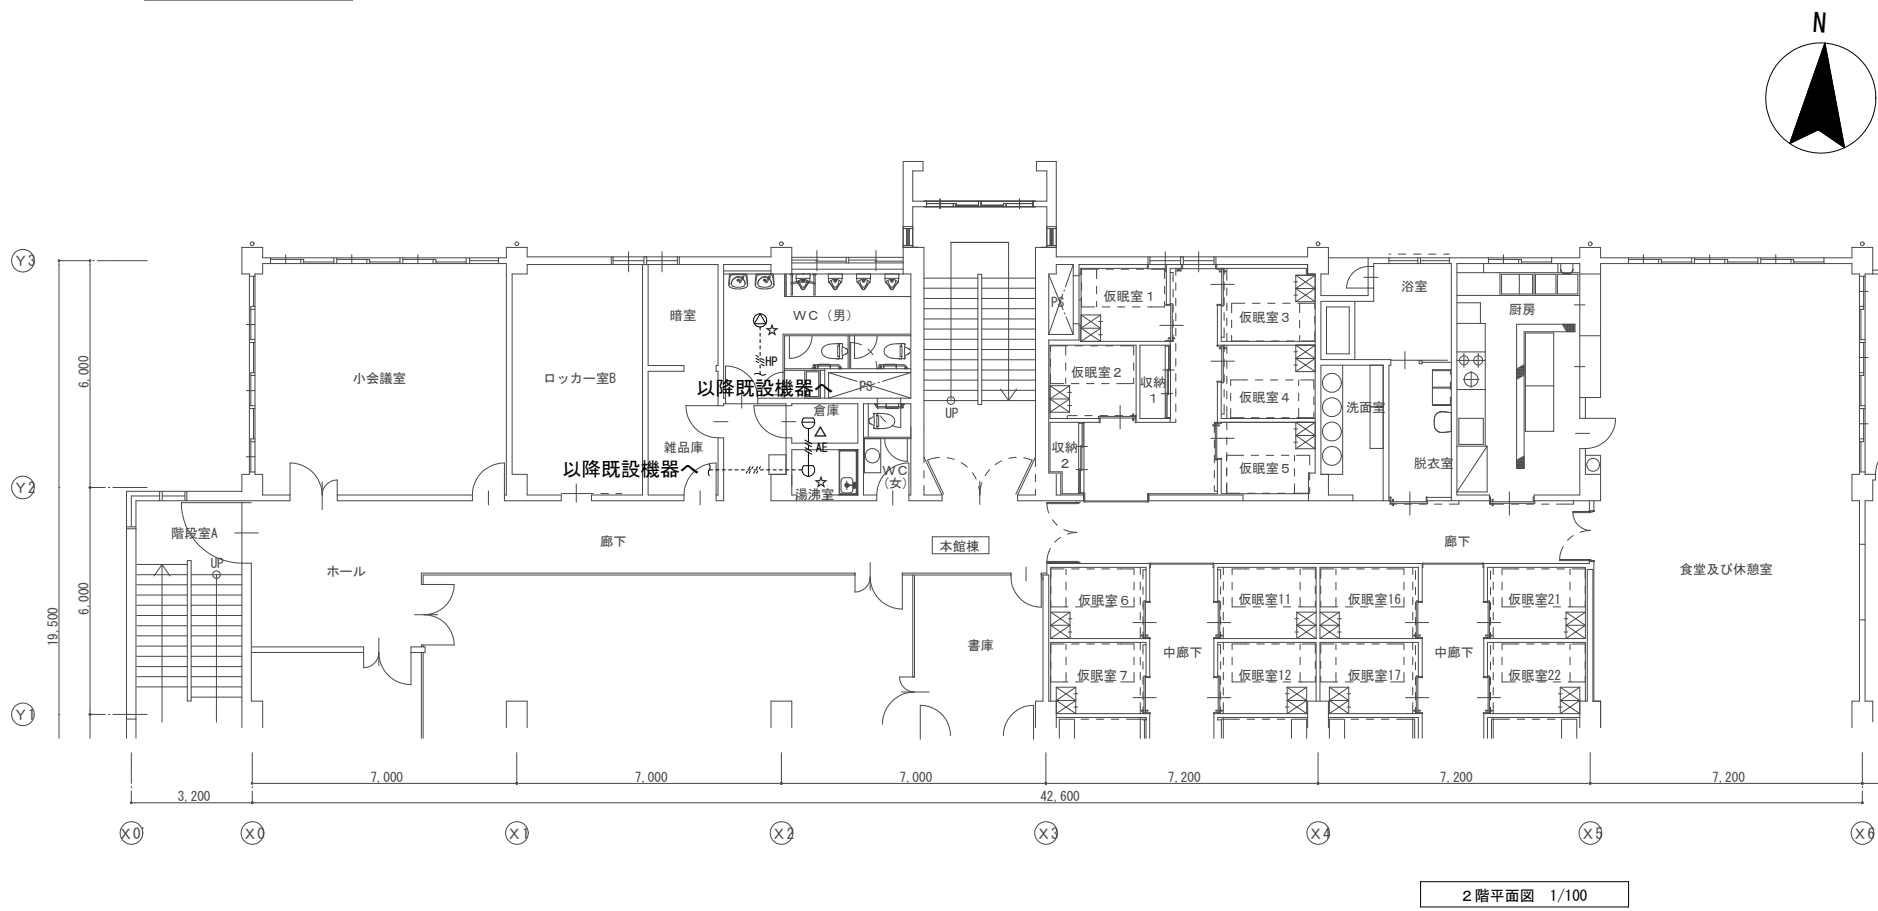 N
Y3
Y2
Y1
6,000
6,000
19,500
小会議室
ロッカー室B
暗室
雑品庫
WC（男）
HP
以降既設機器へ
PS
倉庫
AE
以降既設機器へ
湯沸室
WC
（女）
UP
PS
仮眠室１
仮眠室２
収納
1
収納
2
仮眠室３
仮眠室４
仮眠室５
浴室
厨房
洗面室
脱衣室
階段室A
UP
ホール
廊下
本館棟
廊下
食堂及び休憩室
書庫
仮眠室６
仮眠室７
中廊下
仮眠室11
仮眠室12
仮眠室16
仮眠室17
中廊下
仮眠室21
仮眠室22
7,000
7,000
7,000
7,200
7,200
7,200
3,200
42,600
X0'
X0
X1
X2
X3
X4
X5
X6
２階平面図 1/100